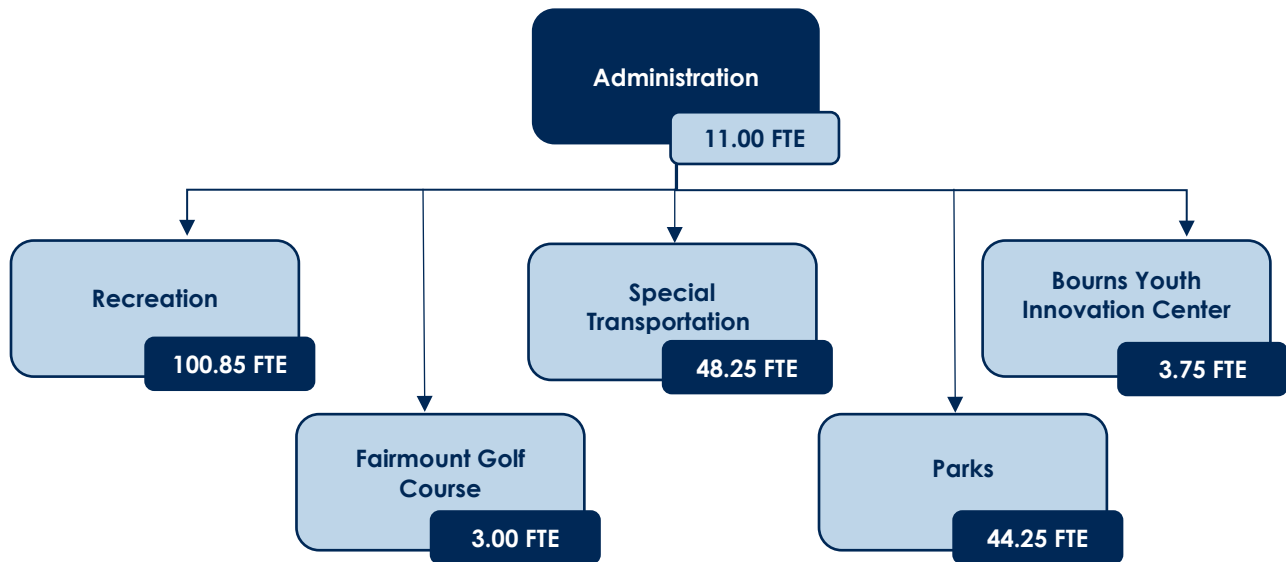 Administration
11.00 FTE
Recreation
100.85 FTE
Special
Transportation
48.25 FTE
Bourns Youth
Innovation Center
3.75 FTE
Fairmount Golf
Course
3.00 FTE
Parks
44.25 FTE